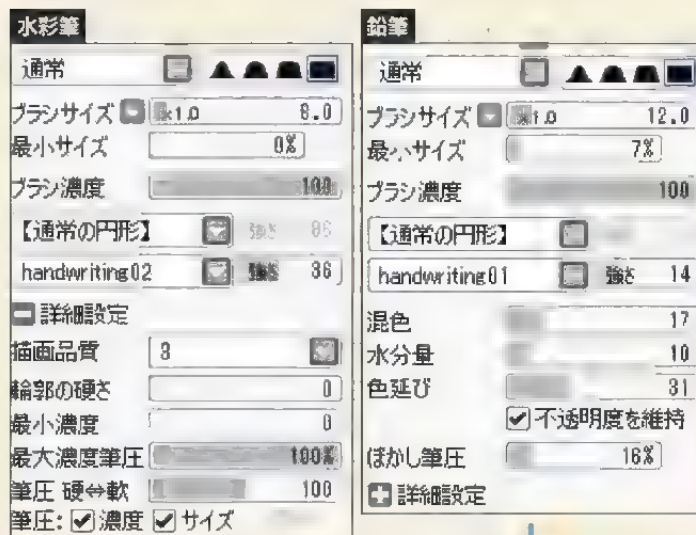 水彩筆
通常
ブラシサイズ x1.0 8.0
最小サイズ 0%
ブラシ濃度 100
【通常の円形】 強さ 86
handwriting02 強さ 36
詳細設定
描画品質 3
輪郭の硬さ 0
最小濃度 0
最大濃度筆圧 100%
筆圧 硬⇔軟 100
筆圧: 濃度 サイズ
鉛筆
通常
ブラシサイズ x1.0 12.0
最小サイズ 7%
ブラシ濃度 100
【通常の円形】
handwriting01 強さ 14
混色 17
水分量 10
色延び 31
不透明度を維持
ぼかし筆圧 16%
詳細設定